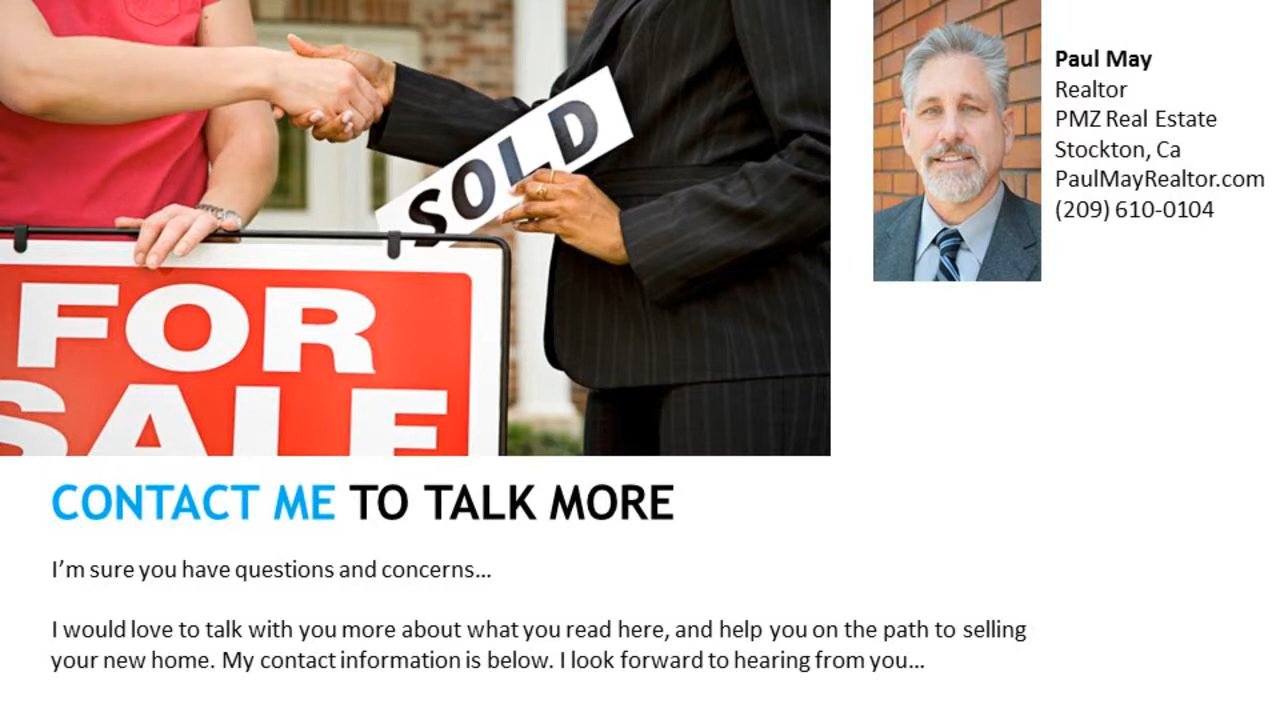 SOLD
FOR
SALE
Paul May
Realtor
PMZ Real Estate
Stockton, Ca
PaulMayRealtor.com
(209) 610-0104
CONTACT ME TO TALK MORE
I’m sure you have questions and concerns…
I would love to talk with you more about what you read here, and help you on the path to selling
your new home. My contact information is below. I look forward to hearing from you…